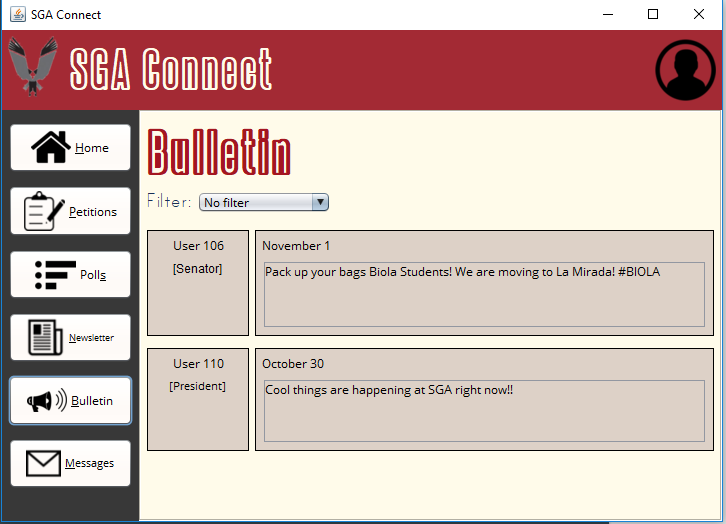 SGA Connect
SGA Connect
Home
Petitions
Polls
Newsletter
Bulletin
Messages
Bulletin
Filter: No filter
User 106
[Senator]
November 1
Pack up your bags Biola Students! We are moving to La Mirada! #BIOLA
User 110
[President]
October 30
Cool things are happening at SGA right now!!